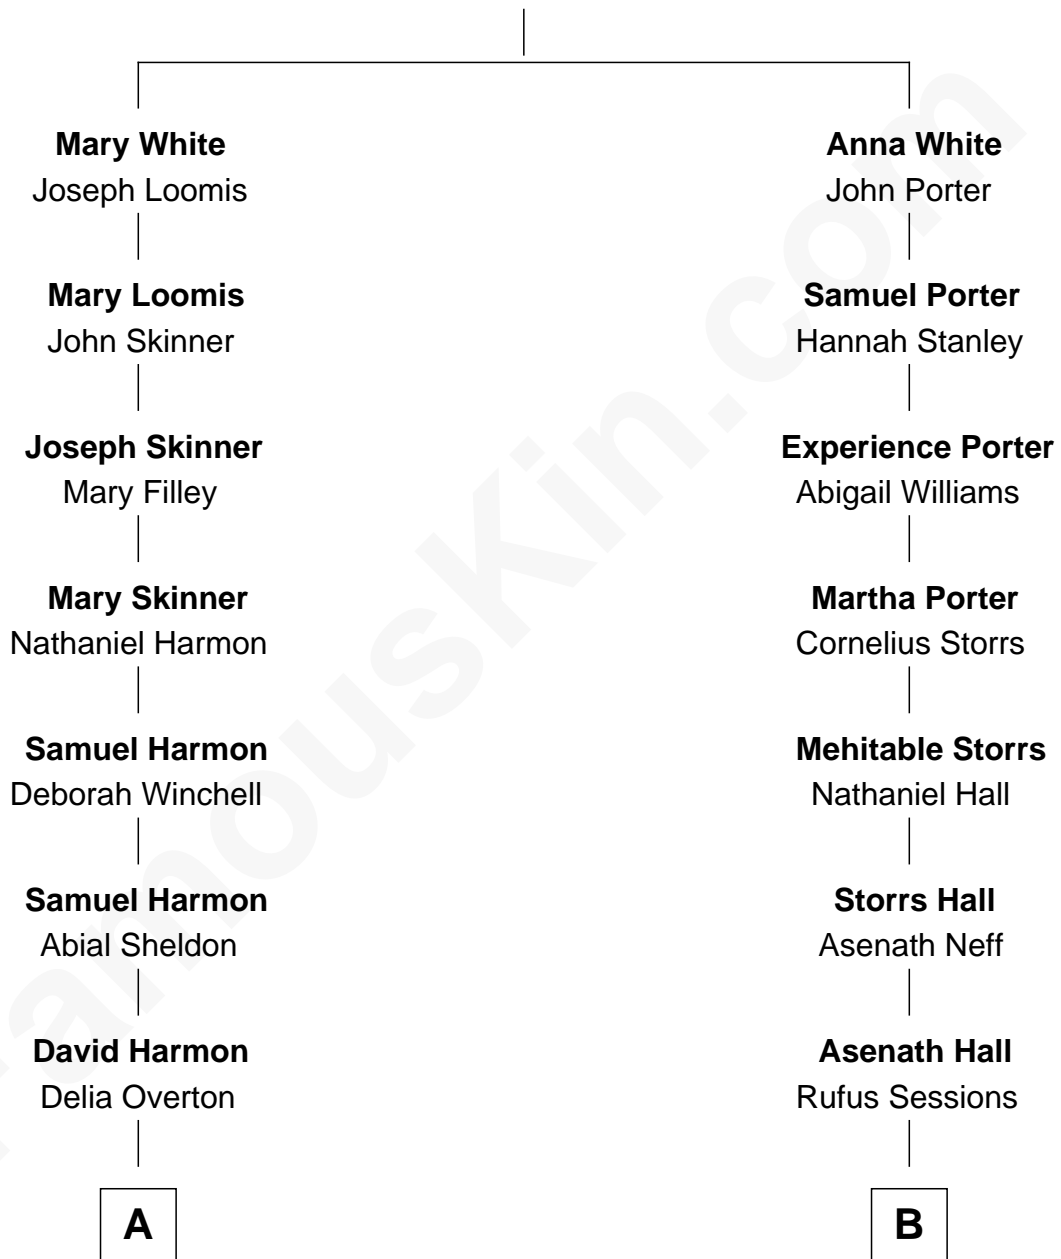 Mary White
Joseph Loomis
Anna White
John Porter
Mary Loomis
John Skinner
Samuel Porter
Hannah Stanley
Joseph Skinner
Mary Filley
Experience Porter
Abigail Williams
Mary Skinner
Nathaniel Harmon
Martha Porter
Cornelius Storrs
Samuel Harmon
Deborah Winchell
Mehitable Storrs
Nathaniel Hall
Samuel Harmon
Abial Sheldon
Storrs Hall
Asenath Neff
David Harmon
Delia Overton
Asenath Hall
Rufus Sessions
A
B
FamousKin.com